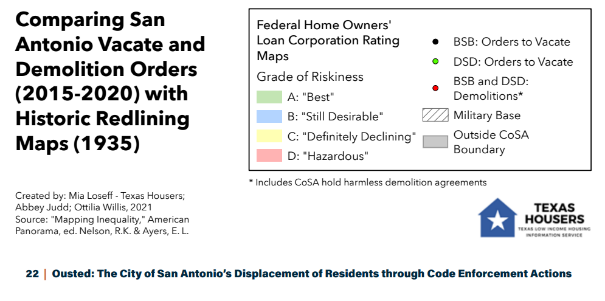 Comparing San
Antonio Vacate and
Demolition Orders
(2015-2020) with
Historic Redlining
Maps (1935)
Federal Home Owners'
Loan Corporation Rating
Maps
Grade of Riskiness
A: "Best"
B: "Still Desirable"
C: "Definitely Declining"
D: "Hazardous"
BSB: Orders to Vacate
DSD: Orders to Vacate
BSB and DSD:
Demolitions*
Military Base
Outside CoSA
Boundary
* Includes CoSA hold harmless demolition agreements
Created by: Mia Loseff - Texas Housers;
Abbey Judd; Ottilia Willis, 2021
Source: "Mapping Inequality," American
Panorama, ed. Nelson, R.K. & Ayers, E. L.
TEXAS
HOUSERS
TEXAS LOW INCOME HOUSING
INFORMATION SERVICE
22 | Ousted: The City of San Antonio's Displacement of Residents through Code Enforcement Actions